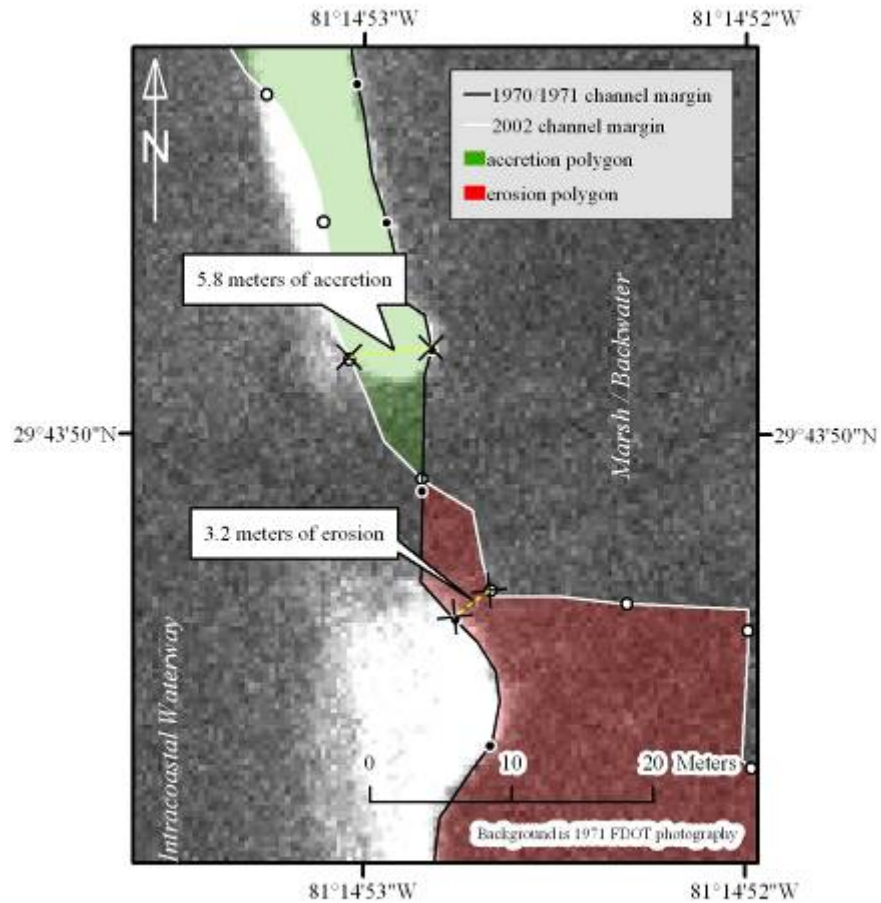 81°14'53"W
81°14'52"W
1970/1971 channel margin
2002 channel margin
accretion polygon
erosion polygon
N
5.8 meters of accretion
Marsh / Backwater
29°43'50"N
29°43'50"N
3.2 meters of erosion
Intracoastal Waterway
0
10
20 Meters
Background is 1971 FDOT photography
81°14'53"W
81°14'52"W